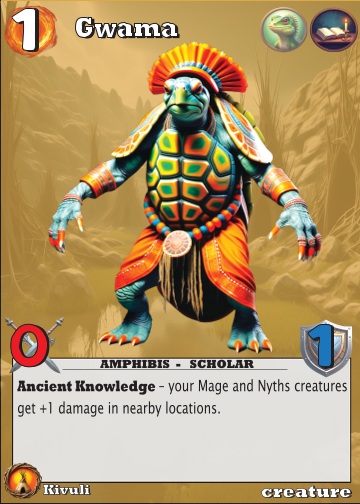 1 Gwama
0 1
AMPHIBIS - SCHOLAR
Ancient Knowledge - your Mage and Nyths creatures
get +1 damage in nearby locations.
Kivuli creature